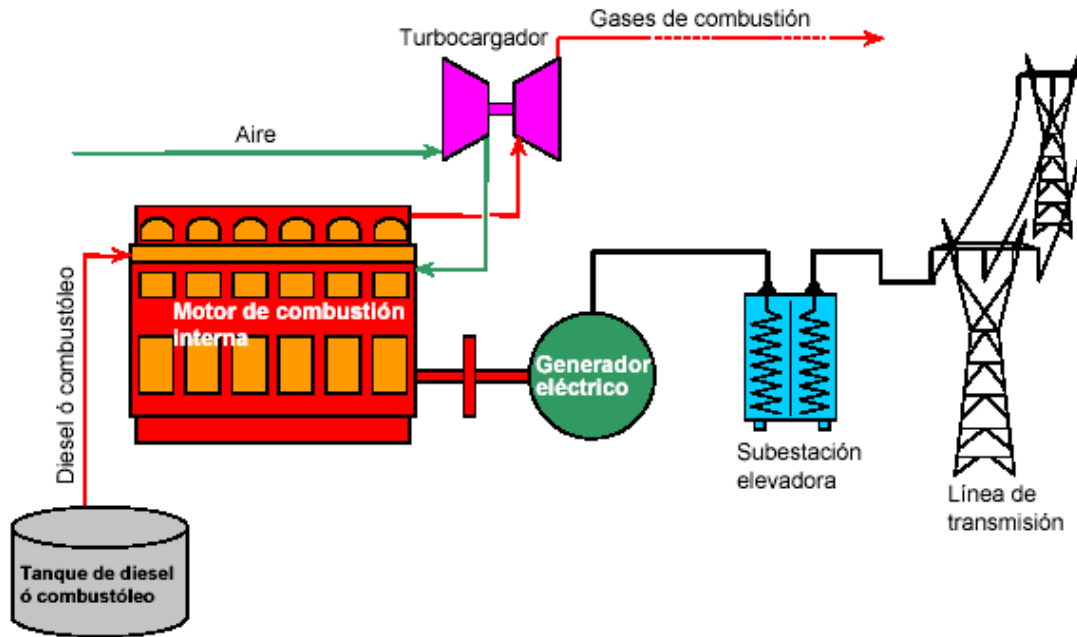 Gases de combustión
Turbocargador
Aire
Diesel ó combustóleo
Motor de combustión
interna
Generador
eléctrico
Subestación
elevadora
Línea de
transmisión
Tanque de diesel
ó combustóleo